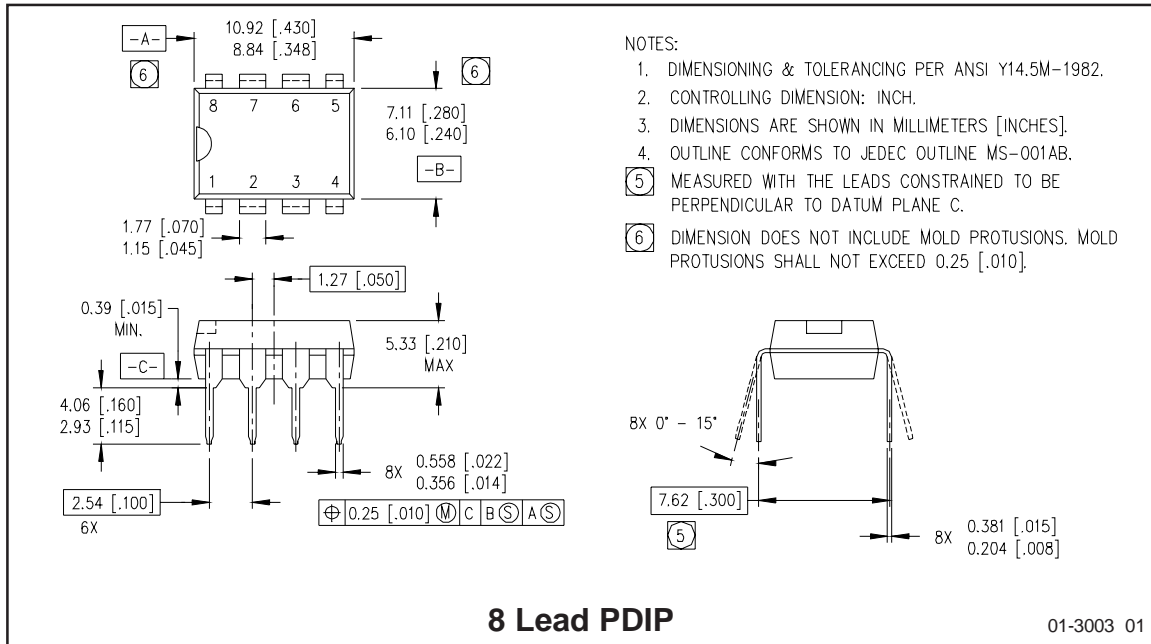 10.92 [.430]
8.84 [.348]
-A-
6
6
8 7 6 5
7.11 [.280]
6.10 [.240]
-B-
1 2 3 4
1.77 [.070]
1.15 [.045]
1.27 [.050]
0.39 [.015]
MIN.
5.33 [.210]
MAX
-C-
4.06 [.160]
2.93 [.115]
8X 0.558 [.022]
0.356 [.014]
2.54 [.100]
6X
⌖ 0.25 [.010] Ⓜ C B Ⓢ A Ⓢ
NOTES:
1. DIMENSIONING & TOLERANCING PER ANSI Y14.5M-1982.
2. CONTROLLING DIMENSION: INCH.
3. DIMENSIONS ARE SHOWN IN MILLIMETERS [INCHES].
4. OUTLINE CONFORMS TO JEDEC OUTLINE MS-001AB.
5 MEASURED WITH THE LEADS CONSTRAINED TO BE
PERPENDICULAR TO DATUM PLANE C.
6 DIMENSION DOES NOT INCLUDE MOLD PROTUSIONS. MOLD
PROTUSIONS SHALL NOT EXCEED 0.25 [.010].
8X 0° - 15°
7.62 [.300]
5
8X 0.381 [.015]
0.204 [.008]
8 Lead PDIP
01-3003 01